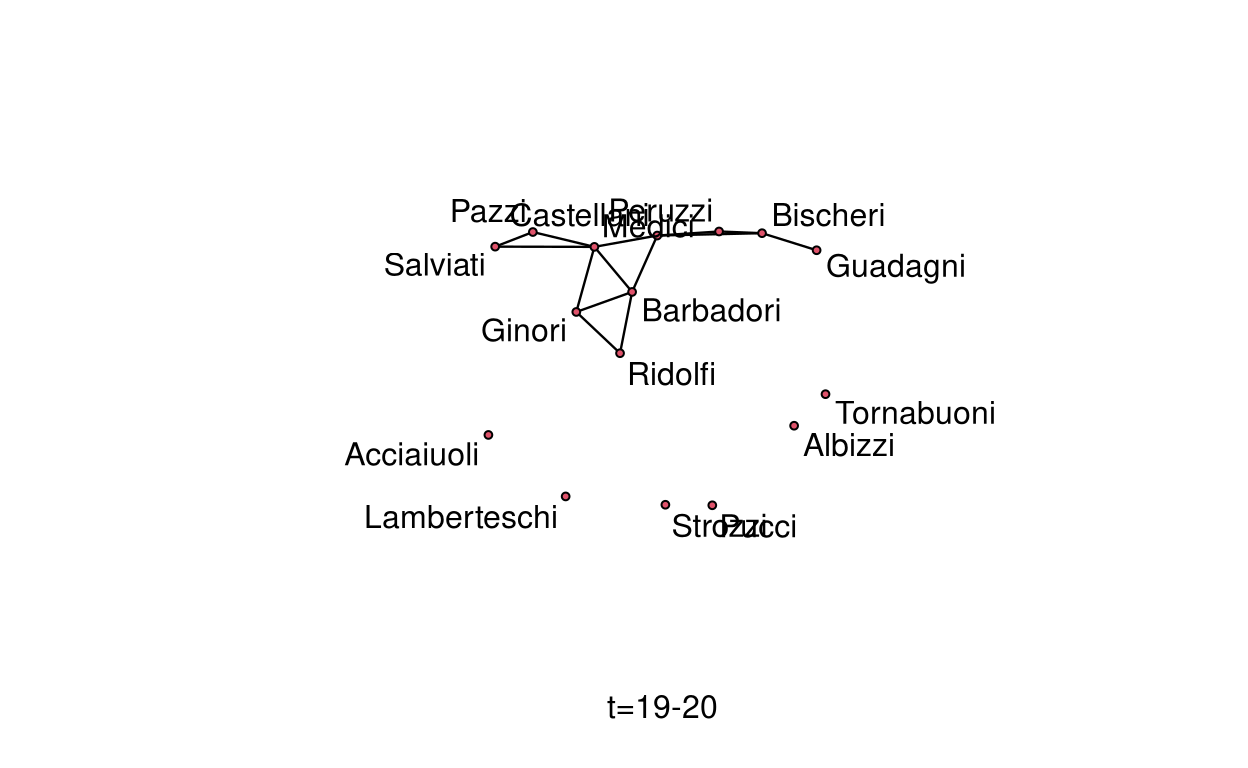 Pazzi
Castellani
Peruzzi
Medici
Bischeri
Salviati
Guadagni
Barbadori
Ginori
Ridolfi
Tornabuoni
Albizzi
Acciaiuoli
Lamberteschi
Strozzi
Pucci
t=19-20